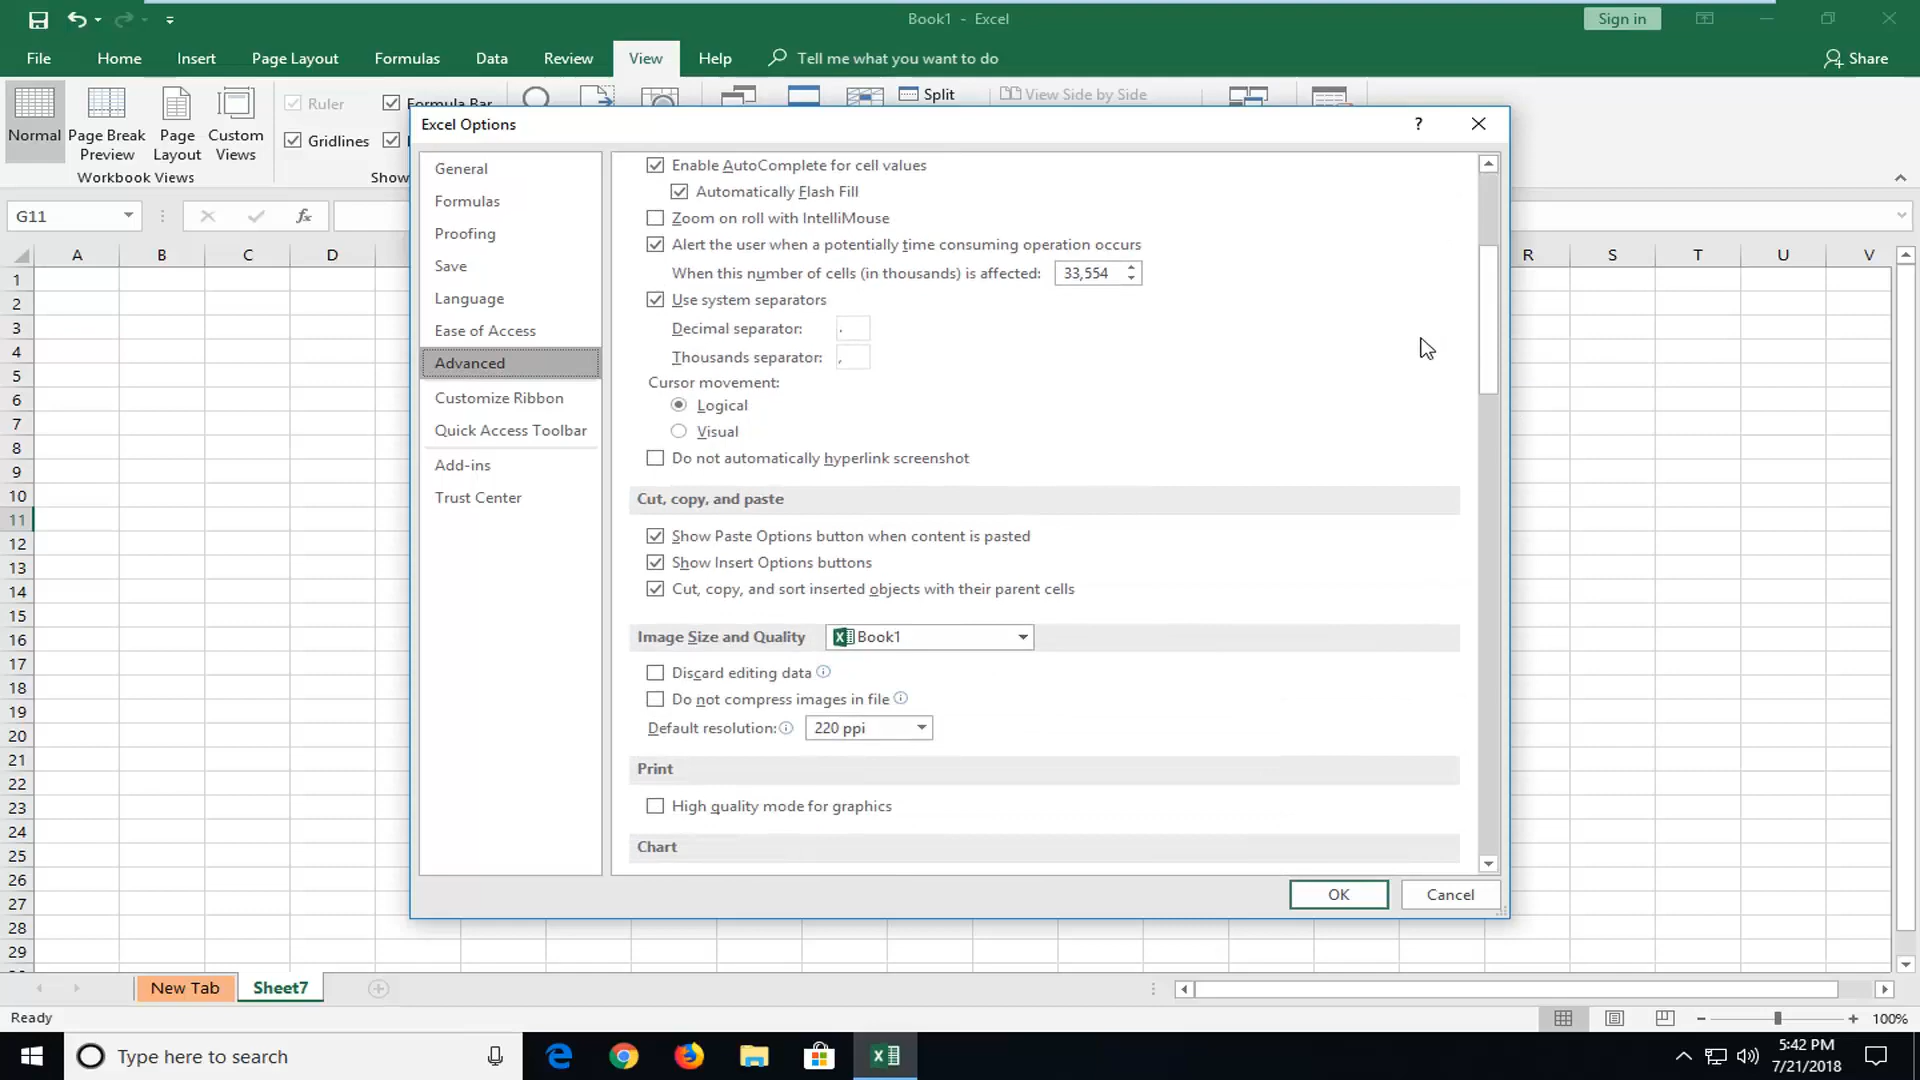 Book1 - Excel
Sign in
File Home Insert Page Layout Formulas Data Review View Help Tell me what you want to do Share
Normal
Page Break Preview
Page Layout
Custom Views
Workbook Views
Ruler
Formula Bar
Gridlines
Show
Split
View Side by Side
G11
fx
Excel Options
?
General
Formulas
Proofing
Save
Language
Ease of Access
Advanced
Customize Ribbon
Quick Access Toolbar
Add-ins
Trust Center
Enable AutoComplete for cell values
Automatically Flash Fill
Zoom on roll with IntelliMouse
Alert the user when a potentially time consuming operation occurs
When this number of cells (in thousands) is affected: 33,554
Use system separators
Decimal separator: .
Thousands separator: ,
Cursor movement:
Logical
Visual
Do not automatically hyperlink screenshot
Cut, copy, and paste
Show Paste Options button when content is pasted
Show Insert Options buttons
Cut, copy, and sort inserted objects with their parent cells
Image Size and Quality Book1
Discard editing data
Do not compress images in file
Default resolution: 220 ppi
Print
High quality mode for graphics
Chart
OK Cancel
A B C D R S T U V
1
2
3
4
5
6
7
8
9
10
11
12
13
14
15
16
17
18
19
20
21
22
23
24
25
26
27
28
29
New Tab Sheet7
Ready
100%
Type here to search
5:42 PM
7/21/2018